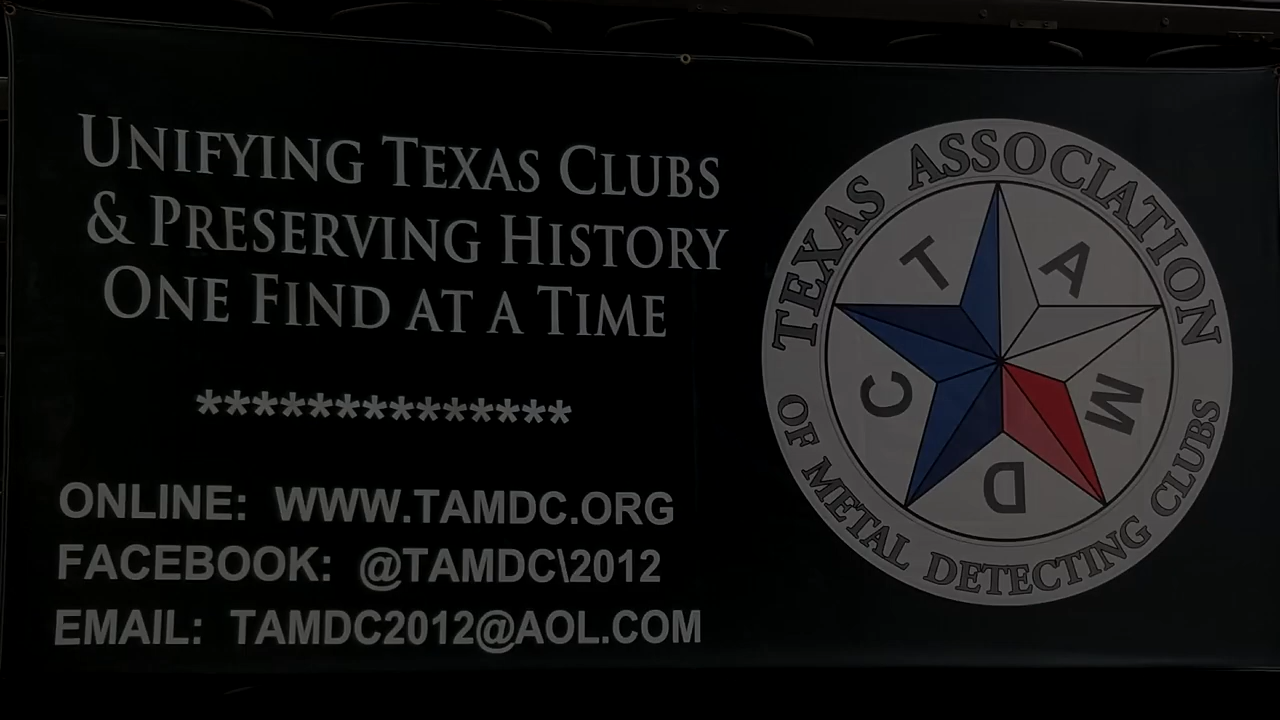 UNIFYING TEXAS CLUBS
& PRESERVING HISTORY
ONE FIND AT A TIME
**************
ONLINE: WWW.TAMDC.ORG
FACEBOOK: @TAMDC\2012
EMAIL: TAMDC2012@AOL.COM
TEXAS ASSOCIATION
OF METAL DETECTING CLUBS
T A M D C